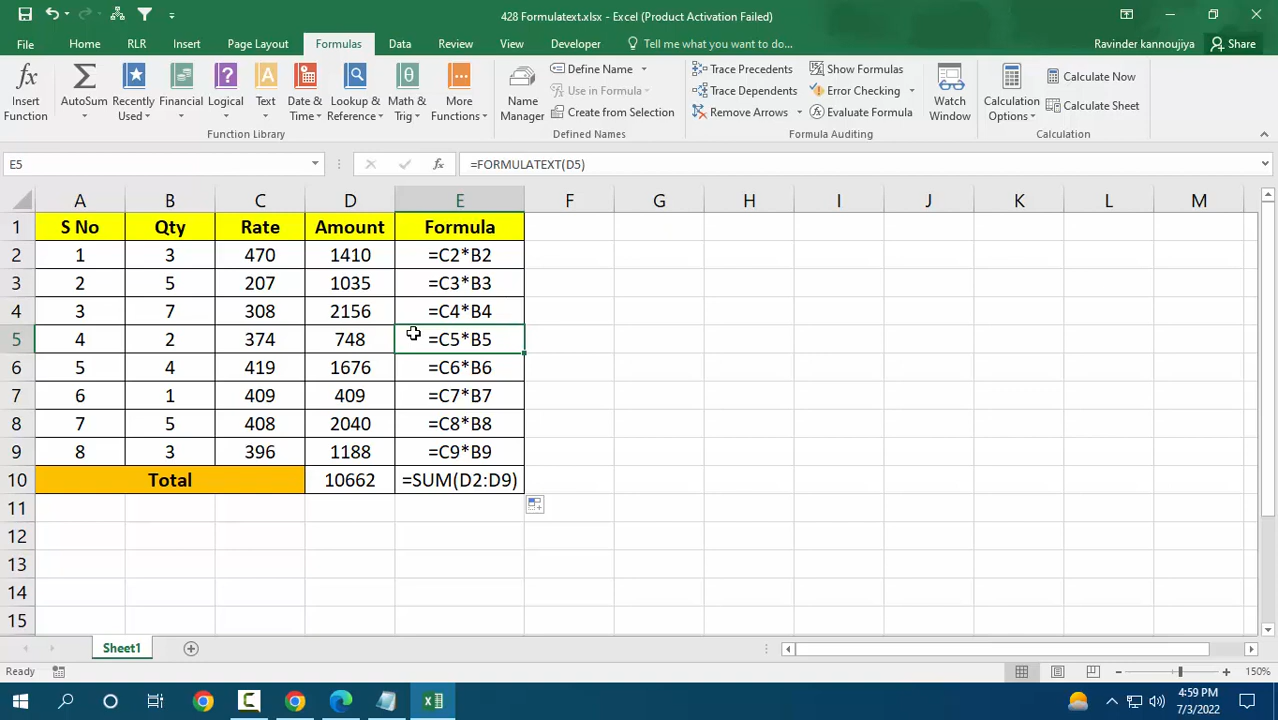 428 Formulatext.xlsx - Excel (Product Activation Failed)
File Home RLR Insert Page Layout Formulas Data Review View Developer Tell me what you want to do... Ravinder kannoujiya Share
Insert Function
AutoSum
Recently Used
Financial
Logical
Text
Date & Time
Lookup & Reference
Math & Trig
More Functions
Function Library
Name Manager
Define Name
Use in Formula
Create from Selection
Defined Names
Trace Precedents
Trace Dependents
Remove Arrows
Show Formulas
Error Checking
Evaluate Formula
Formula Auditing
Watch Window
Calculation Options
Calculate Now
Calculate Sheet
Calculation
E5 fx =FORMULATEXT(D5)
A B C D E F G H I J K L M
1 S No Qty Rate Amount Formula
2 1 3 470 1410 =C2*B2
3 2 5 207 1035 =C3*B3
4 3 7 308 2156 =C4*B4
5 4 2 374 748 =C5*B5
6 5 4 419 1676 =C6*B6
7 6 1 409 409 =C7*B7
8 7 5 408 2040 =C8*B8
9 8 3 396 1188 =C9*B9
10 Total 10662 =SUM(D2:D9)
11
12
13
14
15
Sheet1
Ready 150%
4:59 PM
7/3/2022